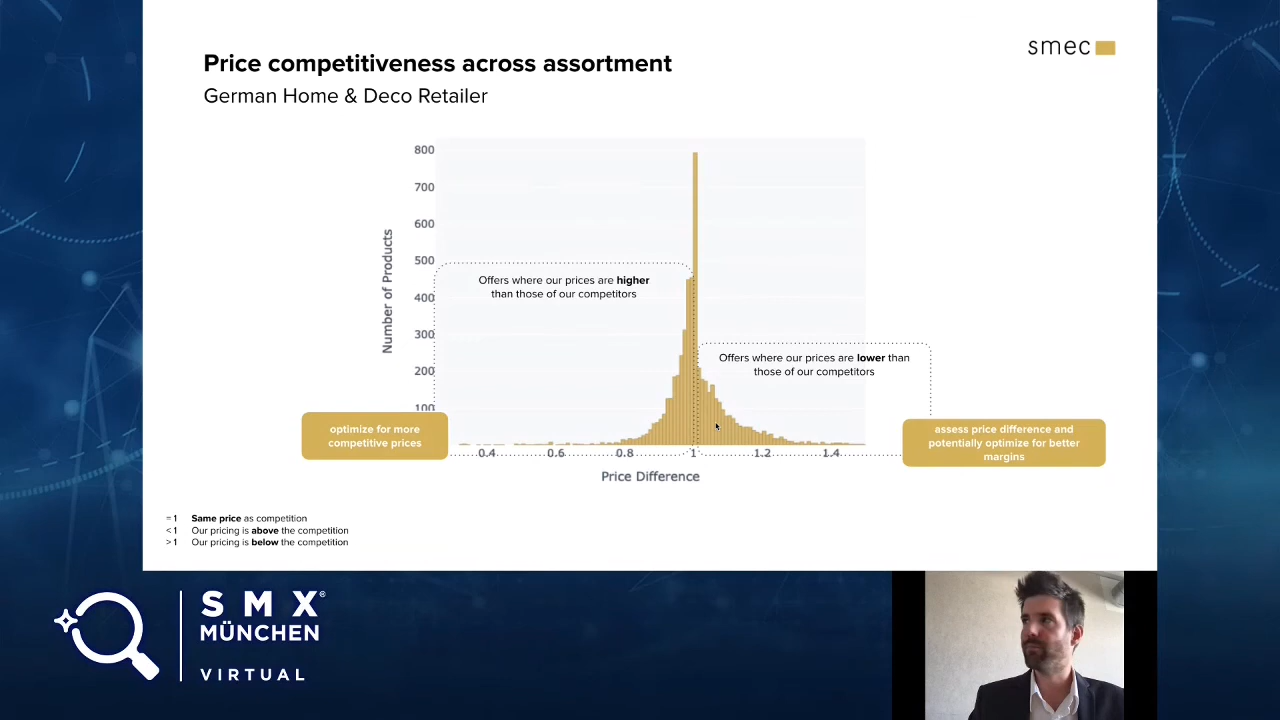 Price competitiveness across assortment
smec
German Home & Deco Retailer
800
700
600
500
400
300
200
100
Number of Products
Offers where our prices are higher
than those of our competitors
Offers where our prices are lower than
those of our competitors
optimize for more
competitive prices
assess price difference and
potentially optimize for better
margins
0.4
0.6
0.8
1
1.2
1.4
Price Difference
= 1 Same price as competition
< 1 Our pricing is above the competition
> 1 Our pricing is below the competition
SMX®
MÜNCHEN
VIRTUAL